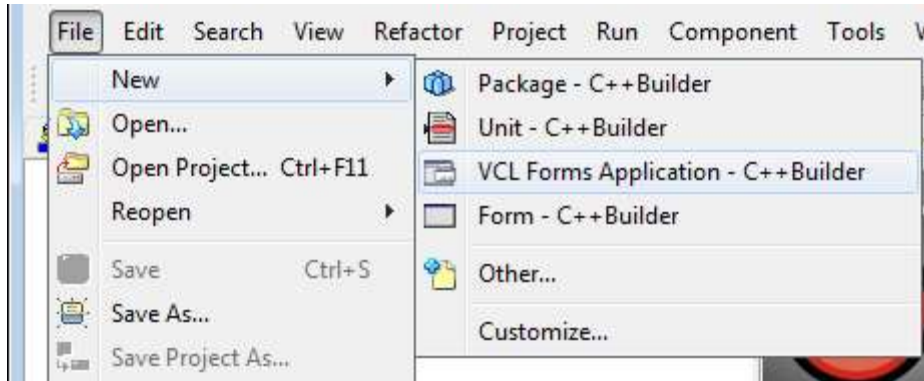 File Edit Search View Refactor Project Run Component Tools
New
Open...
Open Project... Ctrl+F11
Reopen
Save Ctrl+S
Save As...
Save Project As...
Package - C++Builder
Unit - C++Builder
VCL Forms Application - C++Builder
Form - C++Builder
Other...
Customize...